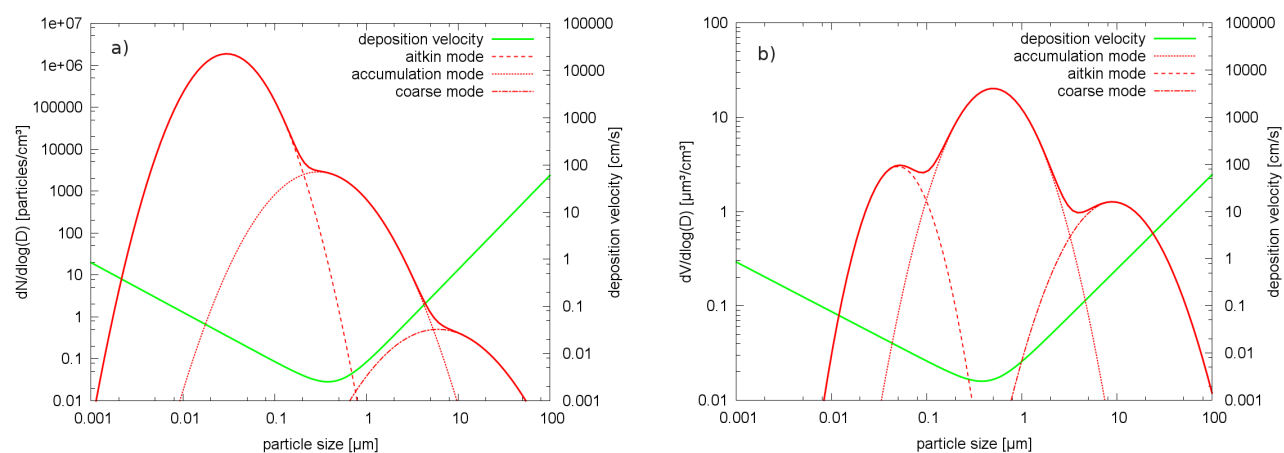 a)
deposition velocity
aitkin mode
accumulation mode
coarse mode
1e+07
1e+06
100000
10000
1000
100
10
1
0.1
0.01
dN/dlog(D) [particles/cm³]
100000
10000
1000
100
10
1
0.1
0.01
0.001
deposition velocity [cm/s]
0.001 0.01 0.1 1 10 100
particle size [µm]
b)
deposition velocity
accumulation mode
aitkin mode
coarse mode
100
10
1
0.1
0.01
dV/dlog(D) [µm³/cm³]
100000
10000
1000
100
10
1
0.1
0.01
0.001
deposition velocity [cm/s]
0.001 0.01 0.1 1 10 100
particle size [µm]